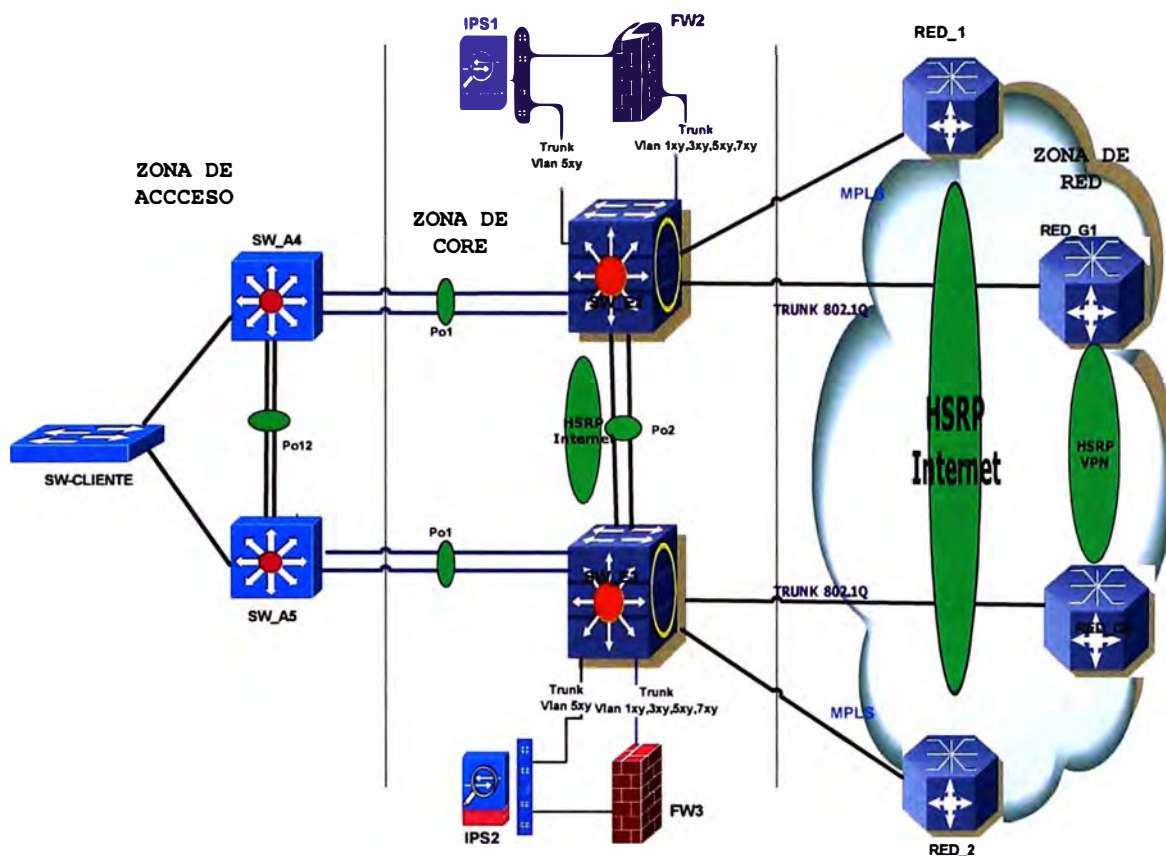 IPS1
FW2
RED_1
Trunk
Vlan 5xy
Trunk
Vlan 1xy,3xy,5xy,7xy
ZONA DE
ACCCESO
ZONA DE
CORE
ZONA DE
RED
MPLS
SW_A4
RED_G1
Po1
TRUNK 802.1Q
HSRP
Internet
Po2
Po12
HSRP
Internet
HSRP
VPN
SW-CLIENTE
Po1
SW_A5
TRUNK 802.1Q
Trunk
Vlan 5xy
Trunk
Vlan 1xy,3xy,5xy,7xy
MPLS
IPS2
FW3
RED_2